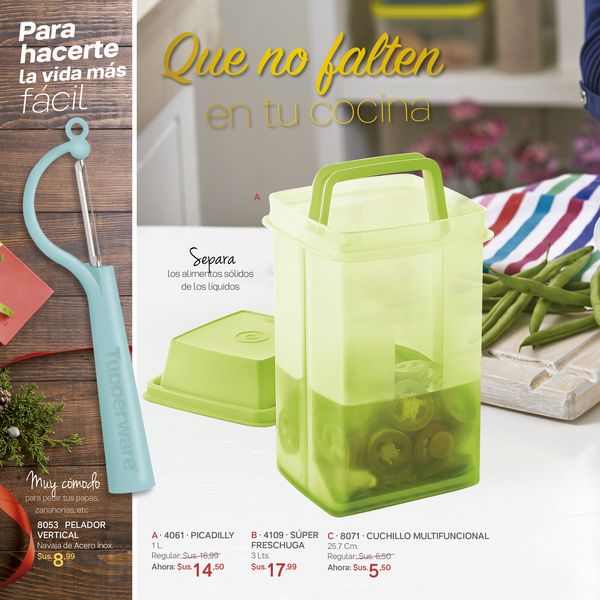 Para
hacerte
la vida más
fácil
Tupperware
Muy cómodo
para pelar tus papas,
zanahorias, etc
8053 PELADOR
VERTICAL
Navaja de Acero Inox.
$us.8,99
Que no falten
en tu cocina
A
Separa
los alimentos sólidos
de los líquidos
A · 4061 · PICADILLY
1 L.
Regular: $us. 16,99
Ahora: $us.14,50
B · 4109 · SÚPER
FRESCHUGA
3 Lts.
$us.17,99
C · 8071 · CUCHILLO MULTIFUNCIONAL
25.7 Cm.
Regular: $us. 6,50
Ahora: $us.5,50